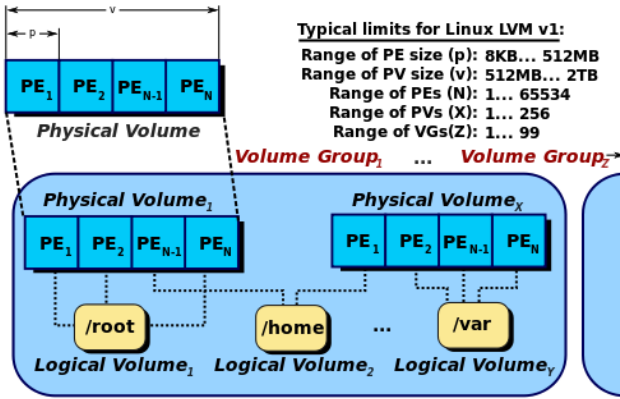 v
p
PE1 PE2 PEN-1 PEN
Physical Volume
Typical limits for Linux LVM v1:
Range of PE size (p): 8KB... 512MB
Range of PV size (v): 512MB... 2TB
Range of PEs (N): 1... 65534
Range of PVs (X): 1... 256
Range of VGs(Z): 1... 99
Volume Group1 ... Volume GroupZ
Physical Volume1 Physical VolumeX
PE1 PE2 PEN-1 PEN PE1 PE2 PEN-1 PEN
/root /home ... /var
Logical Volume1 Logical Volume2 Logical VolumeY